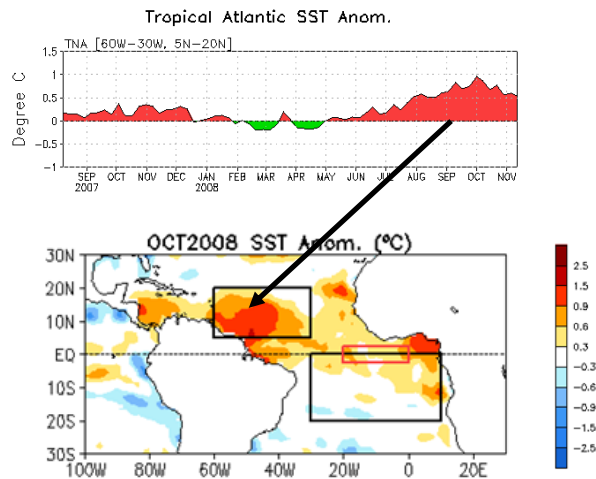 Tropical Atlantic SST Anom.
TNA [60W-30W, 5N-20N]
Degree C
1.5
1
0.5
0
-0.5
-1
SEP OCT NOV DEC JAN FEB MAR APR MAY JUN JUL AUG SEP OCT NOV
2007 2008
OCT2008 SST Anom. (°C)
30N
20N
10N
EQ
10S
20S
30S
100W 80W 60W 40W 20W 0 20E
2.5
1.5
0.9
0.6
0.3
-0.3
-0.6
-0.9
-1.5
-2.5